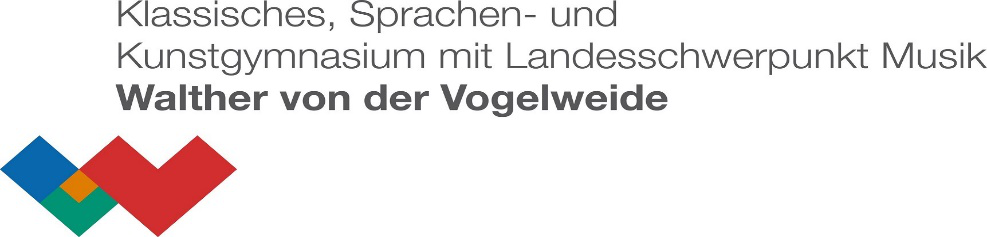 Klassisches, Sprachen- und
Kunstgymnasium mit Landesschwerpunkt Musik
Walther von der Vogelweide